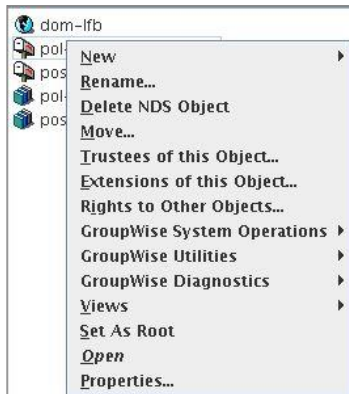 dom-lfb
pol-
pos
pol-
pos
New
Rename...
Delete NDS Object
Move...
Trustees of this Object...
Extensions of this Object...
Rights to Other Objects...
GroupWise System Operations
GroupWise Utilities
GroupWise Diagnostics
Views
Set As Root
Open
Properties...